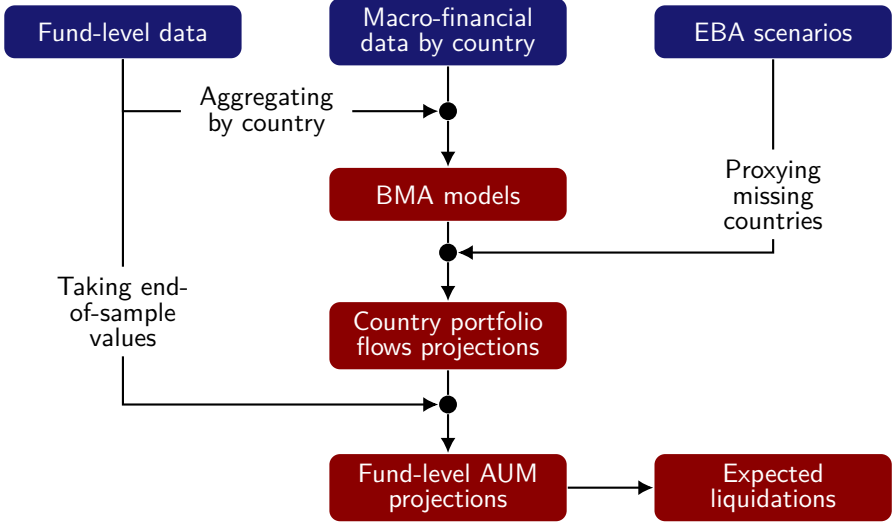 Fund-level data
Macro-financial
data by country
EBA scenarios
Aggregating
by country
Proxying
missing
countries
BMA models
Taking end-
of-sample
values
Country portfolio
flows projections
Fund-level AUM
projections
Expected
liquidations